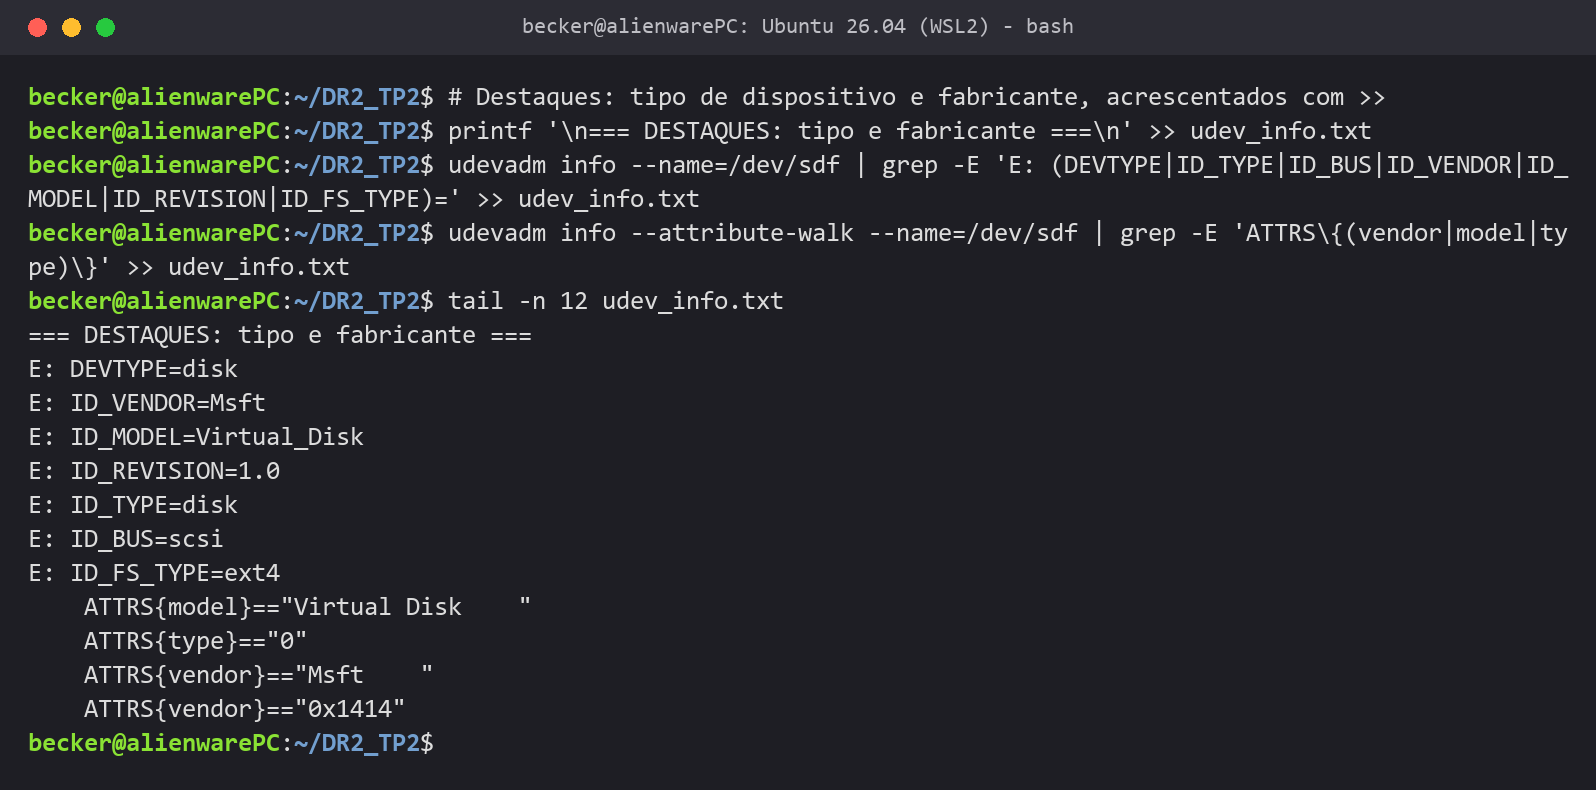 becker@alienwarePC: Ubuntu 26.04 (WSL2) - bash
becker@alienwarePC:~/DR2_TP2$ # Destaques: tipo de dispositivo e fabricante, acrescentados com >>
becker@alienwarePC:~/DR2_TP2$ printf '\n=== DESTAQUES: tipo e fabricante ===\n' >> udev_info.txt
becker@alienwarePC:~/DR2_TP2$ udevadm info --name=/dev/sdf | grep -E 'E: (DEVTYPE|ID_TYPE|ID_BUS|ID_VENDOR|ID_
MODEL|ID_REVISION|ID_FS_TYPE)=' >> udev_info.txt
becker@alienwarePC:~/DR2_TP2$ udevadm info --attribute-walk --name=/dev/sdf | grep -E 'ATTRS\{(vendor|model|ty
pe)\}' >> udev_info.txt
becker@alienwarePC:~/DR2_TP2$ tail -n 12 udev_info.txt
=== DESTAQUES: tipo e fabricante ===
E: DEVTYPE=disk
E: ID_VENDOR=Msft
E: ID_MODEL=Virtual_Disk
E: ID_REVISION=1.0
E: ID_TYPE=disk
E: ID_BUS=scsi
E: ID_FS_TYPE=ext4
    ATTRS{model}=="Virtual Disk    "
    ATTRS{type}=="0"
    ATTRS{vendor}=="Msft    "
    ATTRS{vendor}=="0x1414"
becker@alienwarePC:~/DR2_TP2$